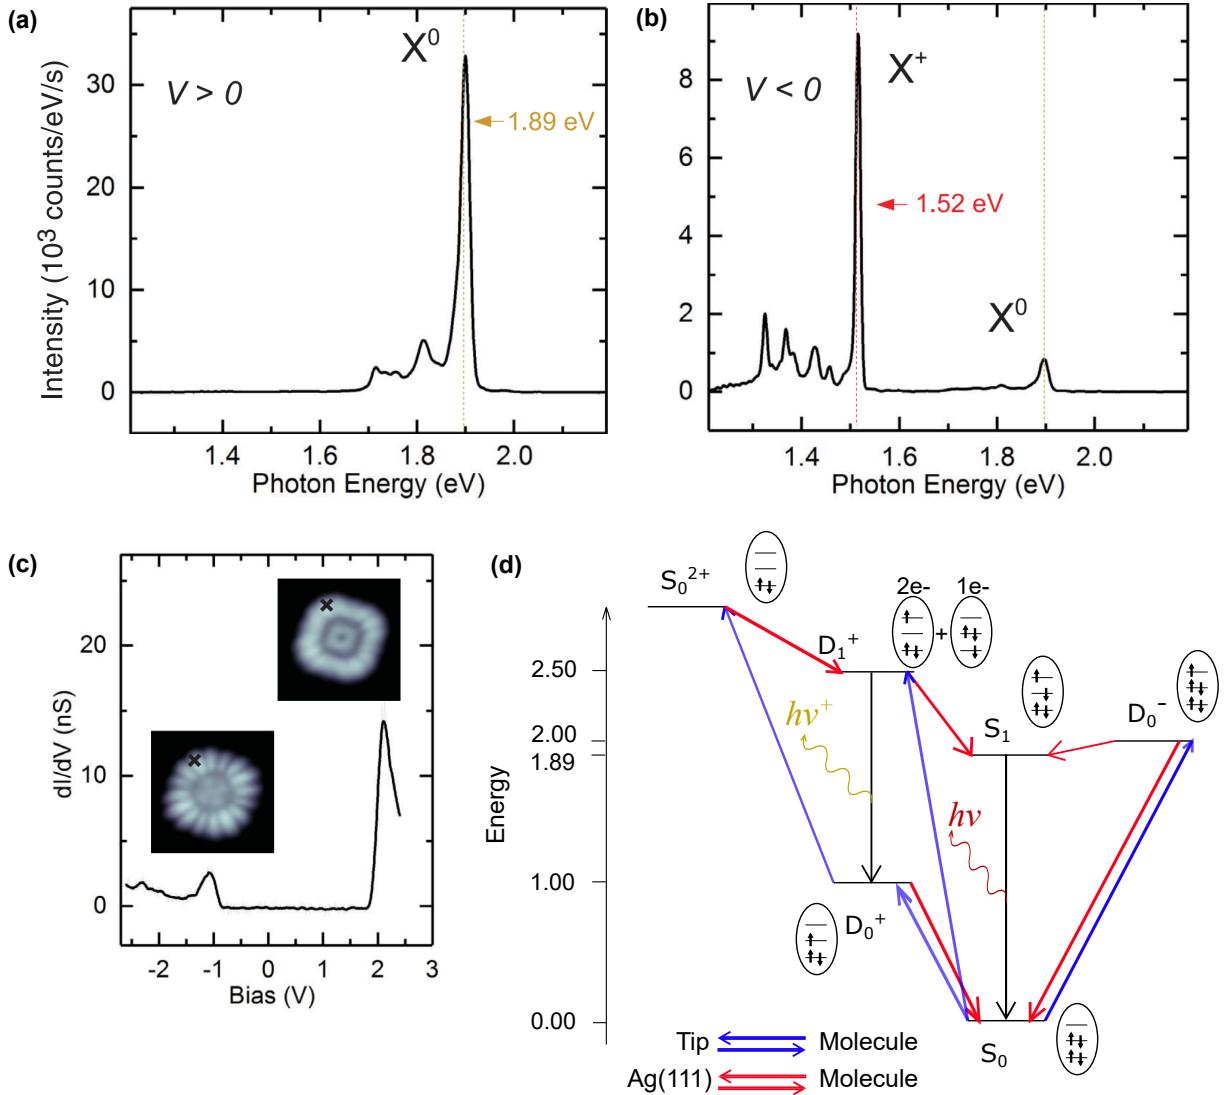 (a)
X⁰
V > 0
1.89 eV
Intensity (10³ counts/eV/s)
30
20
10
0
1.4
1.6
1.8
2.0
Photon Energy (eV)
(b)
X⁺
V < 0
1.52 eV
X⁰
8
6
4
2
0
1.4
1.6
1.8
2.0
Photon Energy (eV)
(c)
dI/dV (nS)
20
10
0
-2
-1
0
1
2
3
Bias (V)
(d)
S₀²⁺
2e- 1e-
+
D₁⁺
S₁
D₀⁻
hν⁺
hν
Energy
2.50
2.00
1.89
1.00
0.00
D₀⁺
S₀
Tip Molecule
Ag(111) Molecule